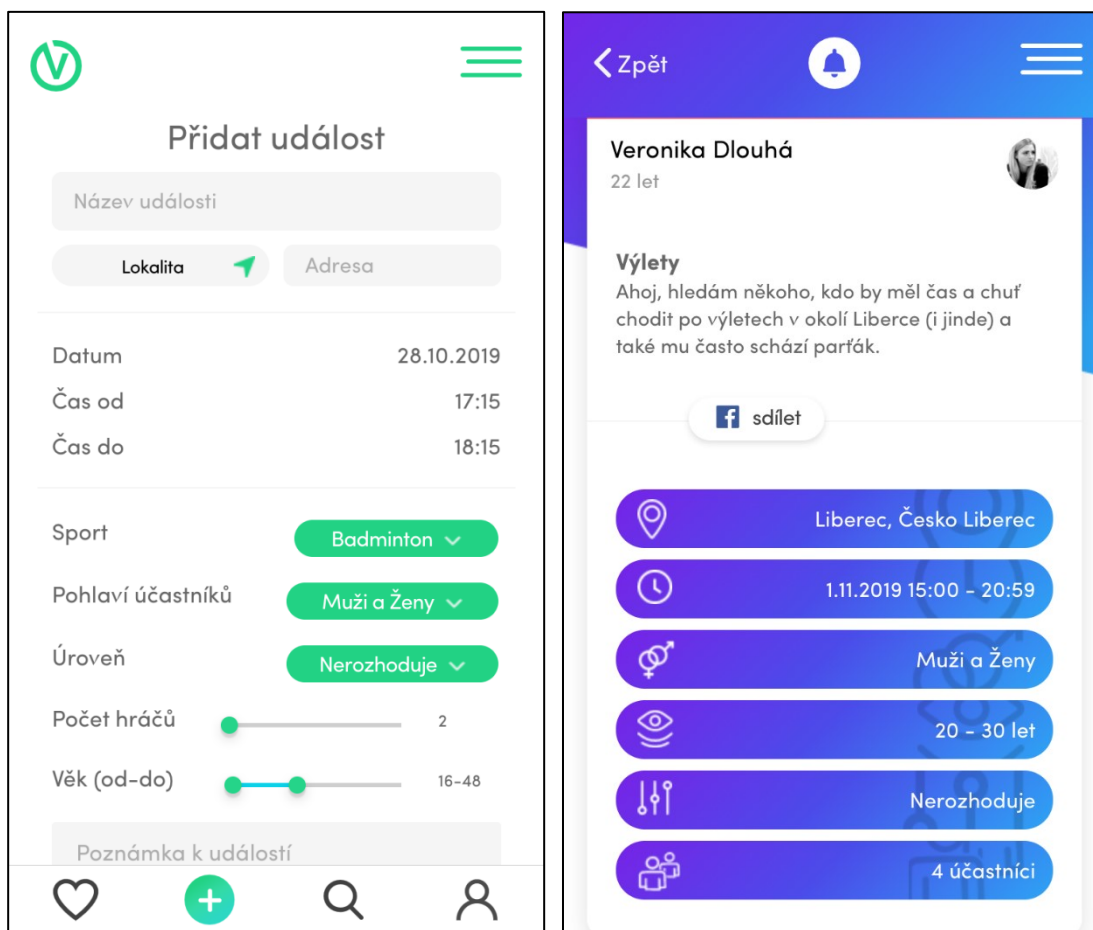 V
Přidat událost
Název události
Lokalita
Adresa
Datum 28.10.2019
Čas od 17:15
Čas do 18:15
Sport Badminton
Pohlaví účastníků Muži a Ženy
Úroveň Nerozhoduje
Počet hráčů 2
Věk (od-do) 16-48
Poznámka k událostí
Zpět
Veronika Dlouhá
22 let
Výlety
Ahoj, hledám někoho, kdo by měl čas a chuť
chodit po výletech v okolí Liberce (i jinde) a
také mu často schází parťák.
sdílet
Liberec, Česko Liberec
1.11.2019 15:00 - 20:59
Muži a Ženy
20 - 30 let
Nerozhoduje
4 účastníci